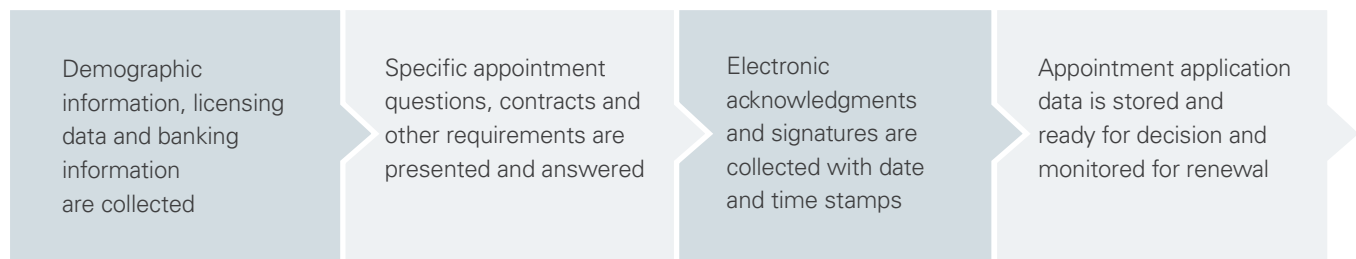 Demographic
information, licensing
data and banking
information
are collected
Specific appointment
questions, contracts and
other requirements are
presented and answered
Electronic
acknowledgments
and signatures are
collected with date
and time stamps
Appointment application
data is stored and
ready for decision and
monitored for renewal